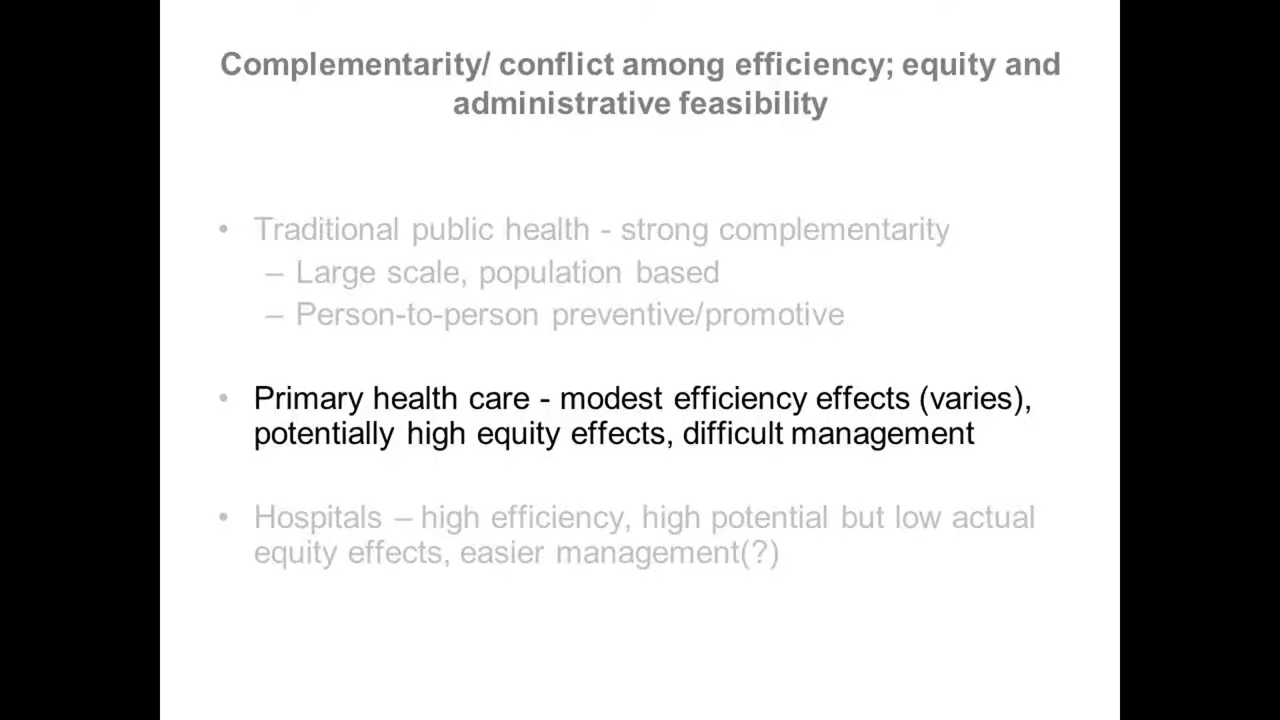 Complementarity/ conflict among efficiency; equity and
administrative feasibility
• Traditional public health - strong complementarity
– Large scale, population based
– Person-to-person preventive/promotive
• Primary health care - modest efficiency effects (varies),
potentially high equity effects, difficult management
• Hospitals – high efficiency, high potential but low actual
equity effects, easier management(?)